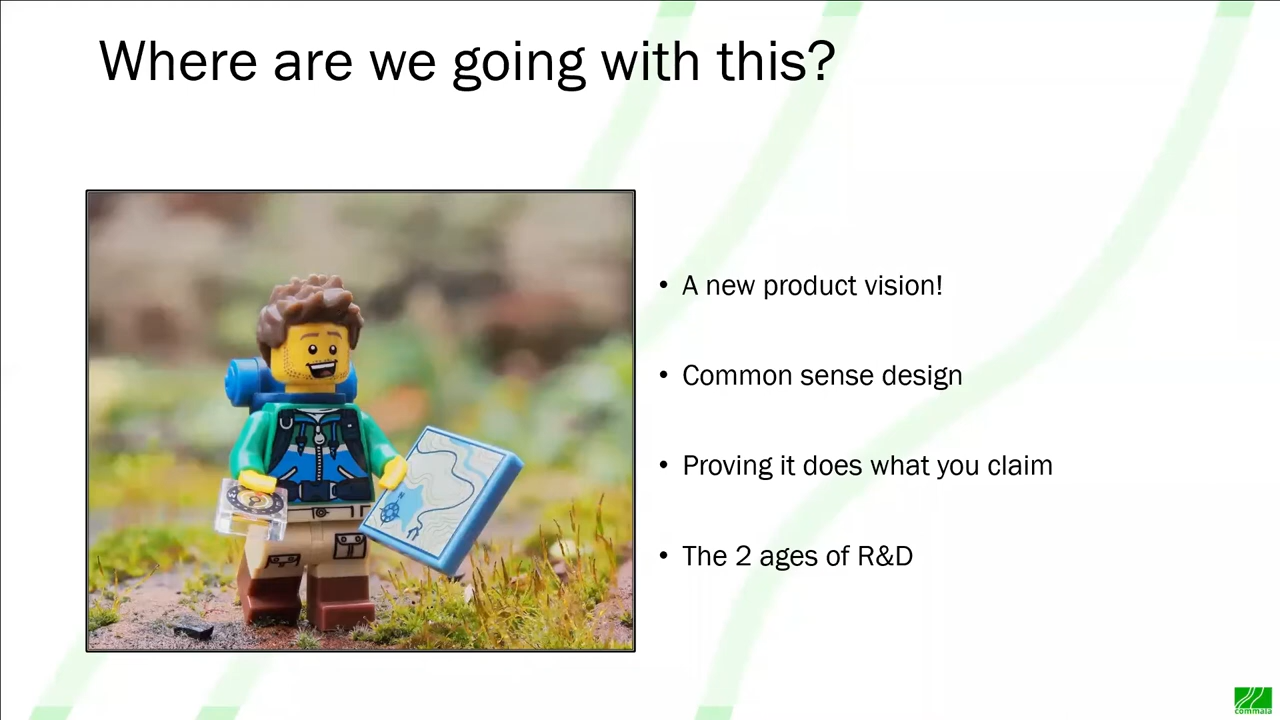 Where are we going with this?
• A new product vision!
• Common sense design
• Proving it does what you claim
• The 2 ages of R&D
commaia